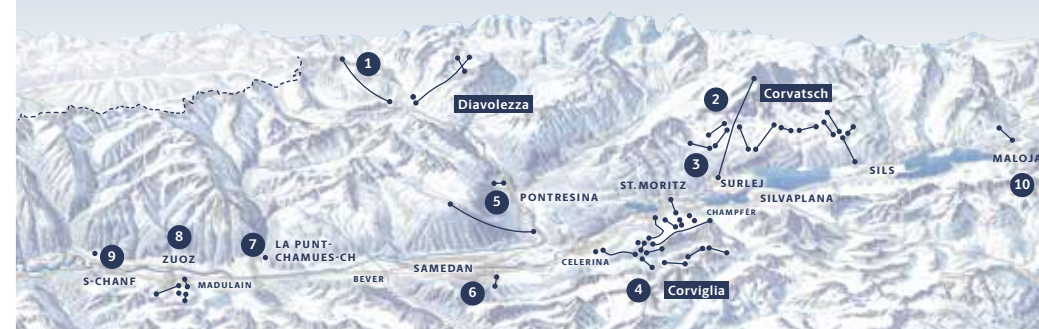 1
Diavolezza
2
Corvatsch
3
SURLEJ
SILS
MALOJA
10
ST. MORITZ
SILVAPLANA
CHAMPFÈR
5
PONTRESINA
8
ZUOZ
7
LA PUNT-
CHAMUES-CH
9
S-CHANF
MADULAIN
BEVER
SAMEDAN
6
CELERINA
4
Corviglia